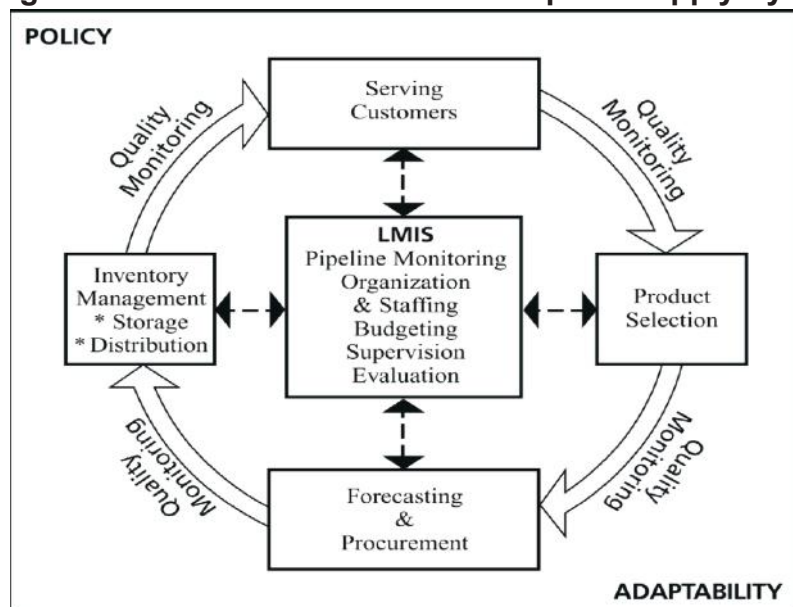 POLICY
Serving
Customers
Quality
Monitoring
Quality
Monitoring
LMIS
Pipeline Monitoring
Organization
& Staffing
Budgeting
Supervision
Evaluation
Inventory
Management
* Storage
* Distribution
Product
Selection
Quality
Monitoring
Quality
Monitoring
Forecasting
&
Procurement
ADAPTABILITY